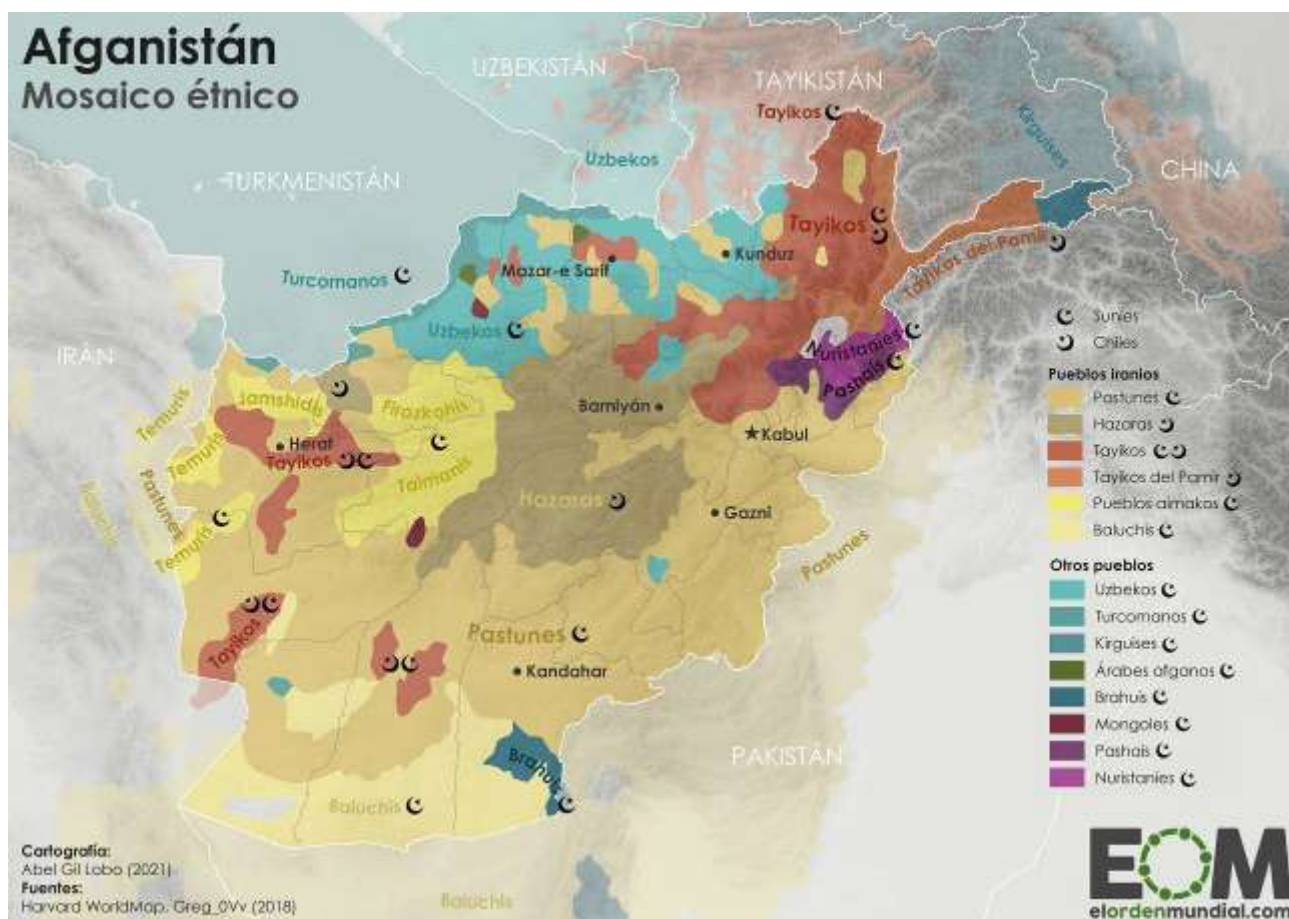 Afganistán
Mosaico étnico
UZBEKISTÁN
TAYIKISTÁN
Tayikos
Kirguises
CHINA
Uzbekos
TURKMENISTÁN
Tayikos
Kunduz
Mazar-e Sarif
Tayikos del Pamir
Turcomanos
Uzbekos
Nuristaníes
Pashais
IRÁN
Temuris
Jamshidis
Firozkohis
Bamiyán
Kabul
Herat
Tayikos
Temuris
Taimanis
Pastunes
Hazaras
Gazni
Temuris
Pastunes
Tayikos
Pastunes
Kandahar
PAKISTÁN
Brahuis
Baluchis
Baluchis
Suníes
Chiíes
Pueblos iranios
Pastunes
Hazaras
Tayikos
Tayikos del Pamir
Pueblos aimakos
Baluchis
Otros pueblos
Uzbekos
Turcomanos
Kirguises
Árabes afganos
Brahuis
Mongoles
Pashais
Nuristaníes
Cartografía:
Abel Gil Lobo (2021)
Fuentes:
Harvard WorldMap, Greg_0Vv (2018)
EOM
elordenmundial.com